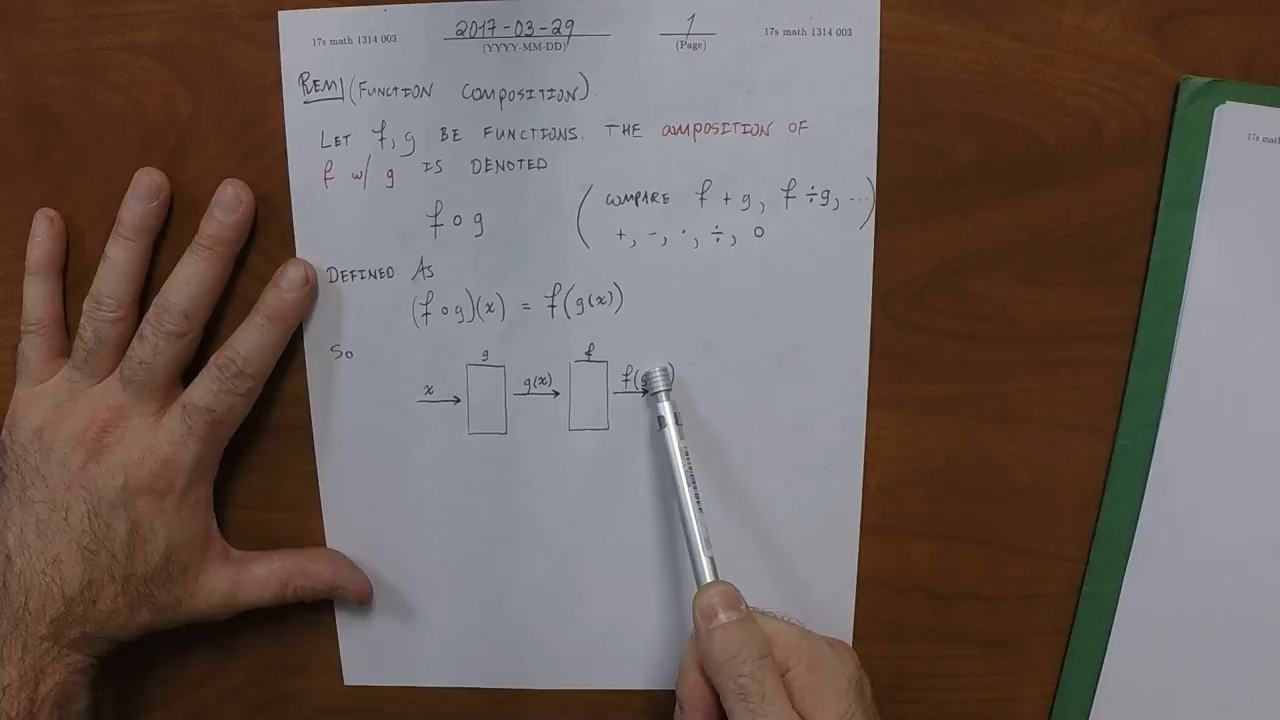 17s math 1314 003 2017-03-29 1 17s math 1314 003
(YYYY-MM-DD) (Page)
REM (FUNCTION COMPOSITION).
LET f, g BE FUNCTIONS. THE COMPOSITION OF
f w/ g IS DENOTED
f ∘ g ( COMPARE f + g, f ÷ g, ... )
+, -, ·, ÷, ∘
DEFINED AS
(f ∘ g)(x) = f(g(x))
SO
g f
x g(x) f(g
17s mat